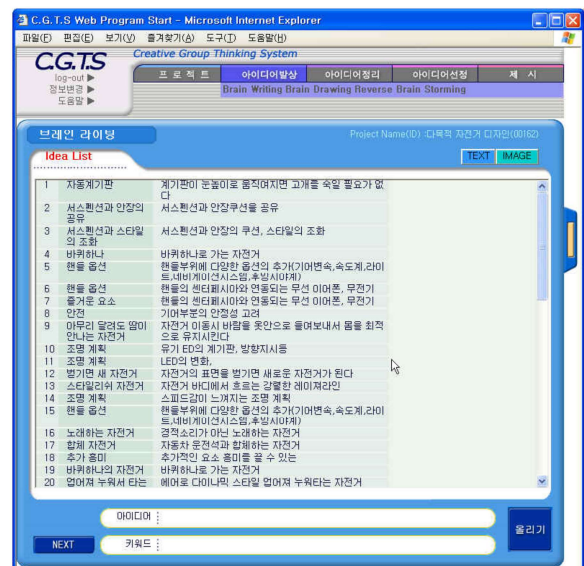 C.G.T.S Web Program Start - Microsoft Internet Explorer
파일(F) 편집(E) 보기(V) 즐겨찾기(A) 도구(T) 도움말(H)
C.G.T.S Creative Group Thinking System
log-out ▶
정보변경 ▶
도움말 ▶
프로젝트 아이디어발상 아이디어정리 아이디어선정 제 시
Brain Writing Brain Drawing Reverse Brain Storming
브레인 라이팅 Project Name(ID) :다목적 자전거 디자인(00162)
Idea List TEXT IMAGE
1 자동계기판 계기판이 눈높이로 움직여지면 고개를 숙일 필요가 없
다
2 서스펜션과 안장의 서스펜션과 안장쿠션을 공유
공유
3 서스펜션과 스타일 서스펜션과 안장의 쿠션, 스타일의 조화
의 조화
4 바퀴하나 바퀴하나로 가는 자전거
5 핸들 옵션 핸들부위에 다양한 옵션의 추가(기어변속,속도계,라이
트,네비게이션시스템,후방시야계)
6 핸들 옵션 핸들의 센터페시아와 연동되는 무선 이어폰, 무전기
7 즐거운 요소 핸들의 센터페시아와 연동되는 무선 이어폰, 무전기
8 안전 기어부분의 안정성 고려
9 아무리 달려도 땀이 자전거 이동시 바람을 옷안으로 들여보내서 몸을 최적
안나는 자전거 으로 유지시킨다
10 조명 계획 유기 ED의 계기판, 방향지시등
11 조명 계획 LED의 변화,
12 벗기면 새 자전거 자전거의 표면을 벗기면 새로운 자전거가 된다
13 스타일리쉬 자전거 자전거 바디에서 흐르는 강렬한 레이져라인
14 조명 계획 스피드감이 느껴지는 조명 계획
15 핸들 옵션 핸들부위에 다양한 옵션의 추가(기어변속,속도계,라이
트,네비게이션시스템,후방시야계)
16 노래하는 자전거 경적소리가 아닌 노래하는 자전거
17 합체 자전거 자동차 운전석과 합체하는 자전거
18 추가 흥미 추가적인 요소 흥미를 끌 수 있는
19 바퀴하나의 자전거 바퀴하나로 가는 자전거
20 업어져 누워서 타는 에어로 다이나믹 스타일 업어져 누워타는 자전거
아이디어 :
키워드 :
NEXT
올리기